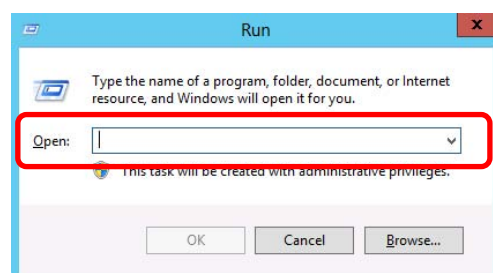 Run
x
Type the name of a program, folder, document, or Internet
resource, and Windows will open it for you.
Open:
This task will be created with administrative privileges.
OK
Cancel
Browse...